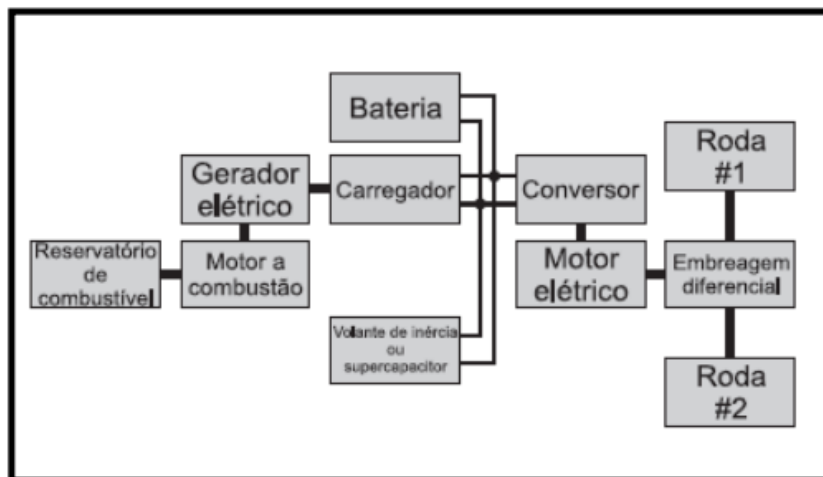 Bateria
Roda
#1
Gerador
elétrico
Carregador
Conversor
Reservatório
de
combustível
Motor a
combustão
Motor
elétrico
Embreagem
diferencial
Volante de inércia
ou
supercapacitor
Roda
#2